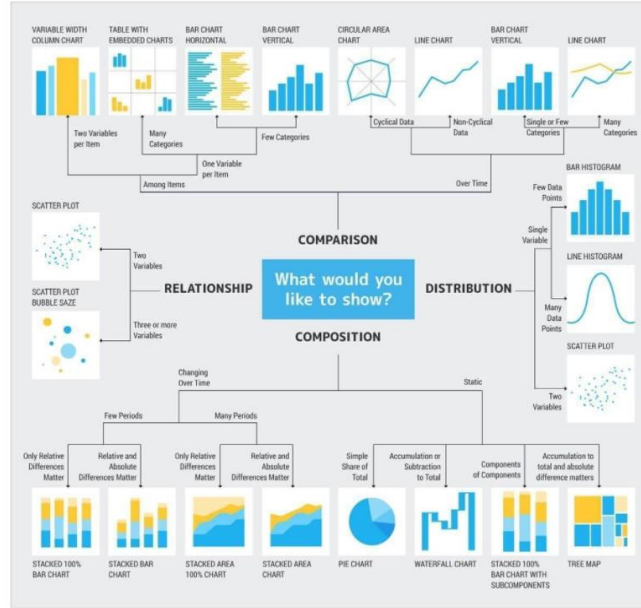 VARIABLE WIDTH
COLUMN CHART
TABLE WITH
EMBEDDED CHARTS
BAR CHART
HORIZONTAL
BAR CHART
VERTICAL
CIRCULAR AREA
CHART
LINE CHART
BAR CHART
VERTICAL
LINE CHART
Two Variables
per Item
Many
Categories
Few Categories
One Variable
per Item
Among Items
Cyclical Data
Non-Cyclical
Data
Single or Few
Categories
Many
Categories
Over Time
COMPARISON
What would you
like to show?
RELATIONSHIP
SCATTER PLOT
Two
Variables
SCATTER PLOT
BUBBLE SAZE
Three or more
Variables
DISTRIBUTION
BAR HISTOGRAM
Few Data
Points
Single
Variable
LINE HISTOGRAM
Many
Data
Points
SCATTER PLOT
Two
Variables
COMPOSITION
Changing
Over Time
Static
Few Periods
Many Periods
Only Relative
Differences
Matter
Relative and
Absolute
Differences Matter
Only Relative
Differences
Matter
Relative and
Absolute
Differences Matter
Simple
Share of
Total
Accumulation or
Subtraction
to Total
Components
of Components
Accumulation to
total and absolute
difference matters
STACKED 100%
BAR CHART
STACKED BAR
CHART
STACKED AREA
100% CHART
STACKED AREA
CHART
PIE CHART
WATERFALL CHART
STACKED 100%
BAR CHART WITH
SUBCOMPONENTS
TREE MAP